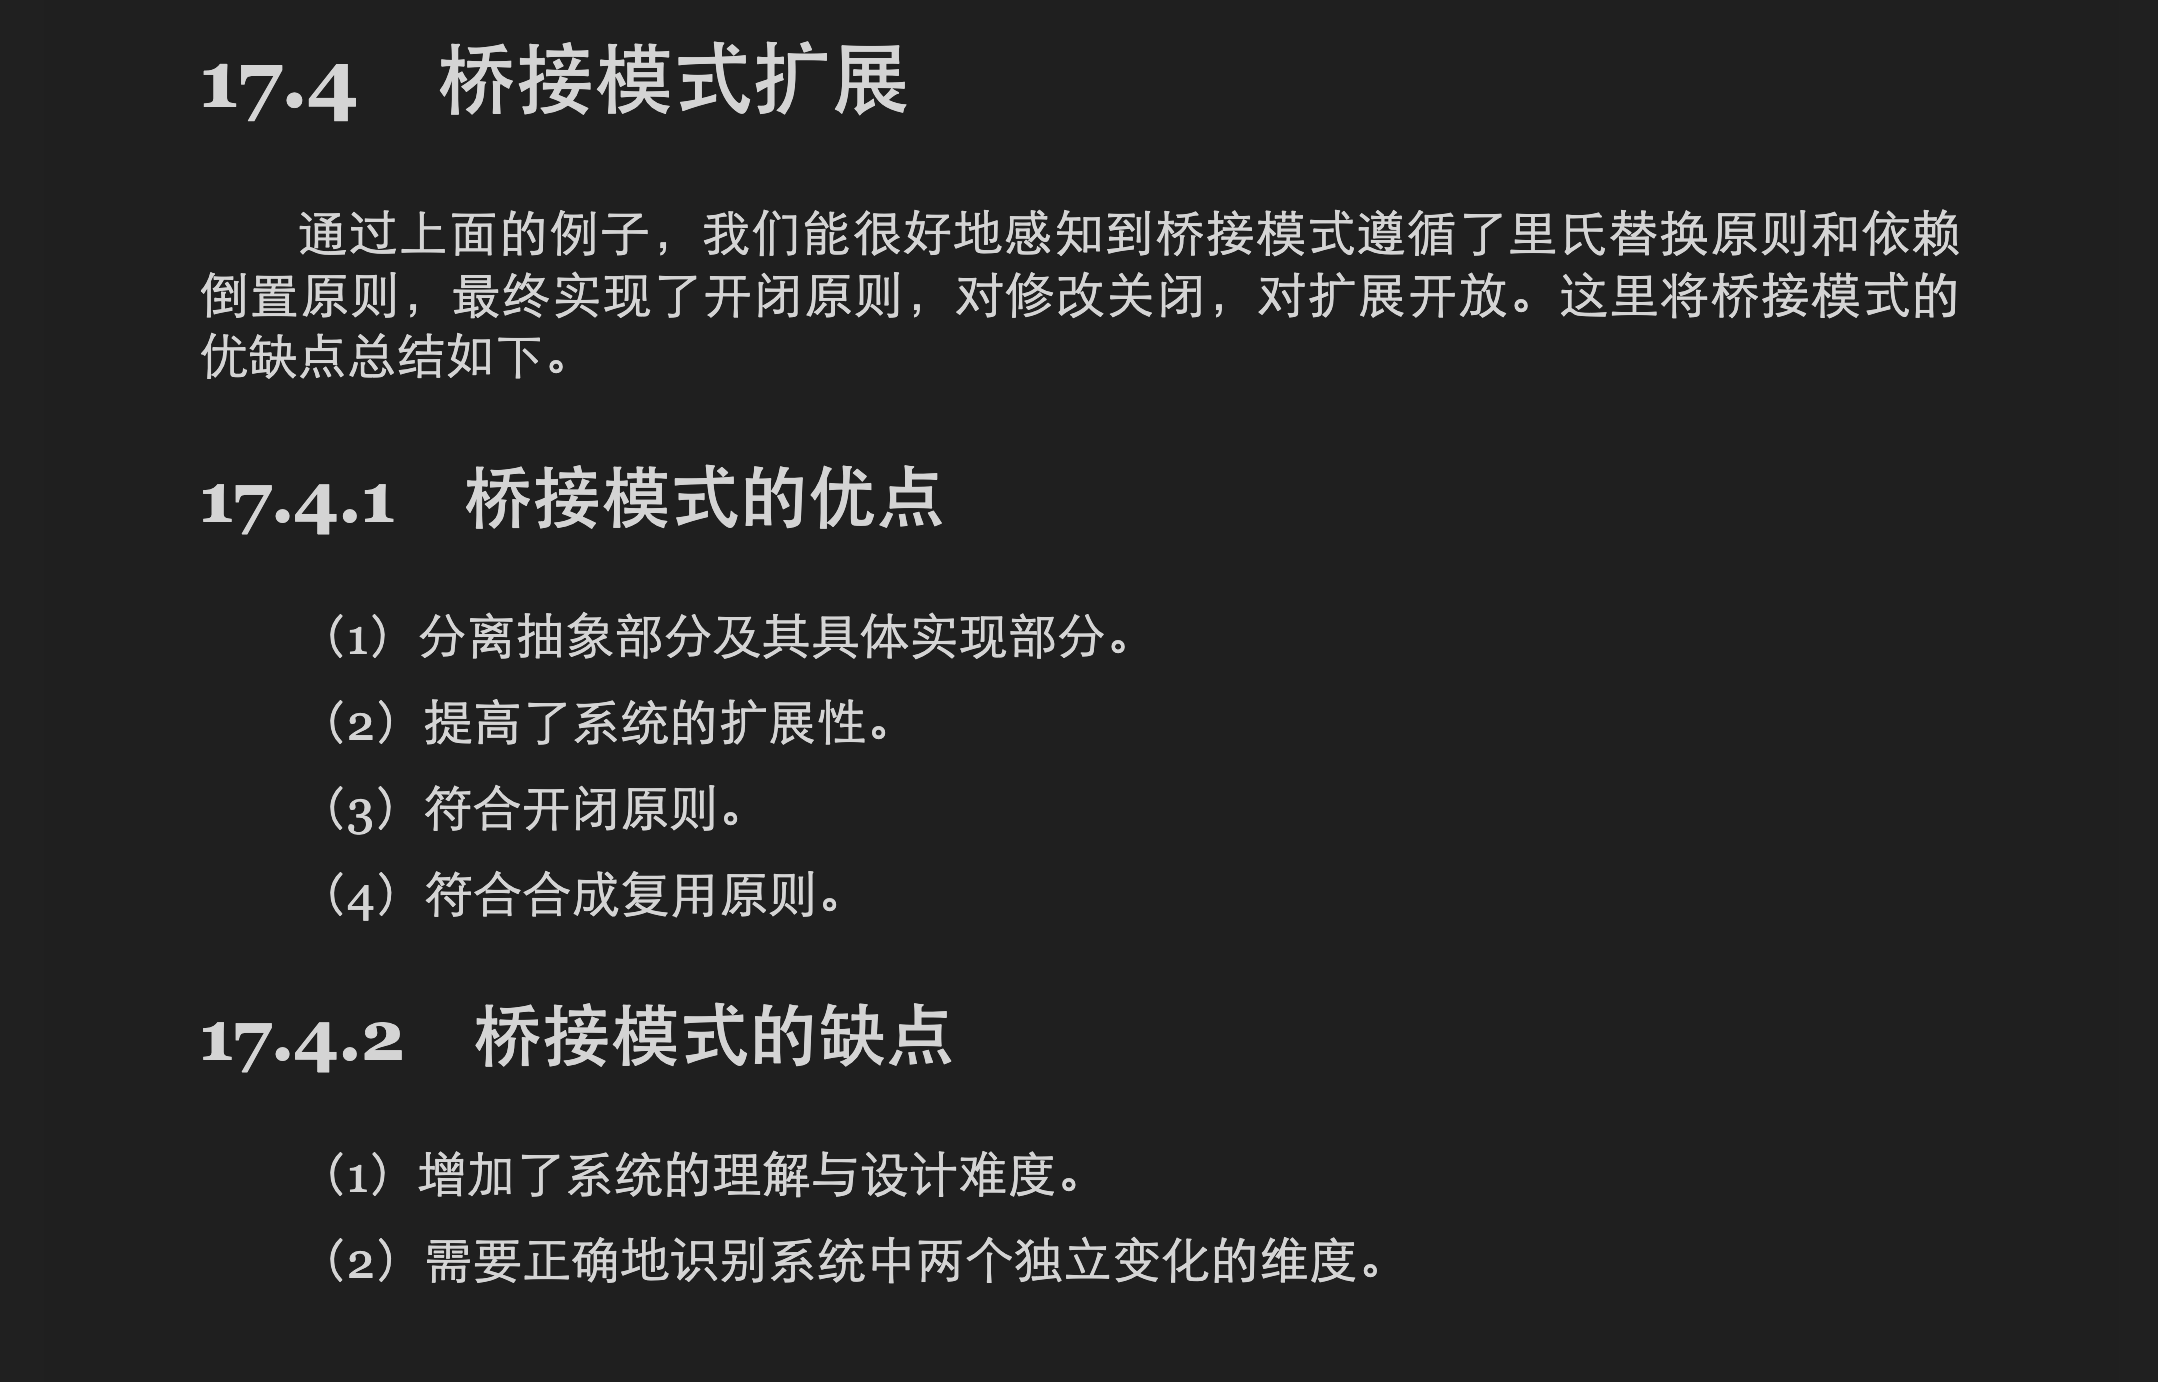 17.4 桥接模式扩展
通过上面的例子，我们能很好地感知到桥接模式遵循了里氏替换原则和依赖
倒置原则，最终实现了开闭原则，对修改关闭，对扩展开放。这里将桥接模式的
优缺点总结如下。
17.4.1 桥接模式的优点
（1）分离抽象部分及其具体实现部分。
（2）提高了系统的扩展性。
（3）符合开闭原则。
（4）符合合成复用原则。
17.4.2 桥接模式的缺点
（1）增加了系统的理解与设计难度。
（2）需要正确地识别系统中两个独立变化的维度。